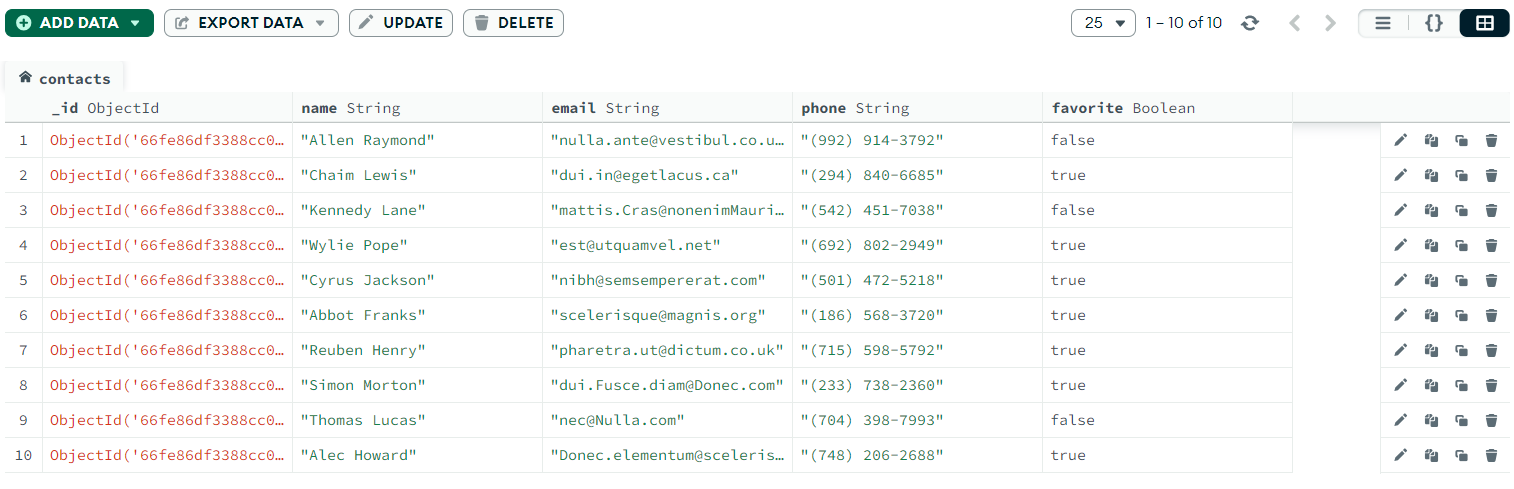 ADD DATA EXPORT DATA UPDATE DELETE 25 1 – 10 of 10 {}
contacts
_id ObjectId name String email String phone String favorite Boolean
1 ObjectId('66fe86df3388cc0… "Allen Raymond" "nulla.ante@vestibul.co.u… "(992) 914-3792" false
2 ObjectId('66fe86df3388cc0… "Chaim Lewis" "dui.in@egetlacus.ca" "(294) 840-6685" true
3 ObjectId('66fe86df3388cc0… "Kennedy Lane" "mattis.Cras@nonenimMauri… "(542) 451-7038" false
4 ObjectId('66fe86df3388cc0… "Wylie Pope" "est@utquamvel.net" "(692) 802-2949" true
5 ObjectId('66fe86df3388cc0… "Cyrus Jackson" "nibh@semsempererat.com" "(501) 472-5218" true
6 ObjectId('66fe86df3388cc0… "Abbot Franks" "scelerisque@magnis.org" "(186) 568-3720" true
7 ObjectId('66fe86df3388cc0… "Reuben Henry" "pharetra.ut@dictum.co.uk" "(715) 598-5792" true
8 ObjectId('66fe86df3388cc0… "Simon Morton" "dui.Fusce.diam@Donec.com" "(233) 738-2360" true
9 ObjectId('66fe86df3388cc0… "Thomas Lucas" "nec@Nulla.com" "(704) 398-7993" false
10 ObjectId('66fe86df3388cc0… "Alec Howard" "Donec.elementum@sceleris… "(748) 206-2688" true